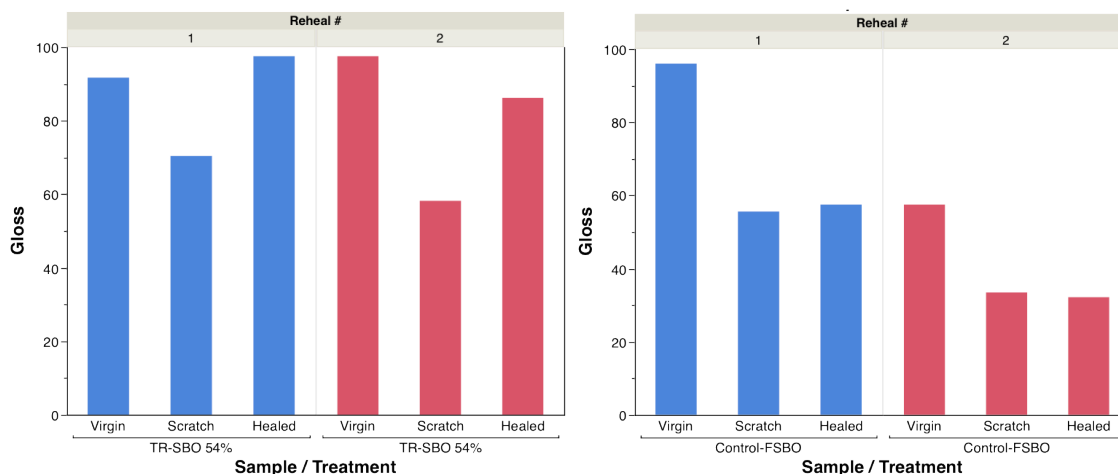 Reheal #
1 2
100
80
60
40
20
0
Gloss
Virgin Scratch Healed Virgin Scratch Healed
TR-SBO 54% TR-SBO 54%
Sample / Treatment
Reheal #
1 2
100
80
60
40
20
0
Gloss
Virgin Scratch Healed Virgin Scratch Healed
Control-FSBO Control-FSBO
Sample / Treatment